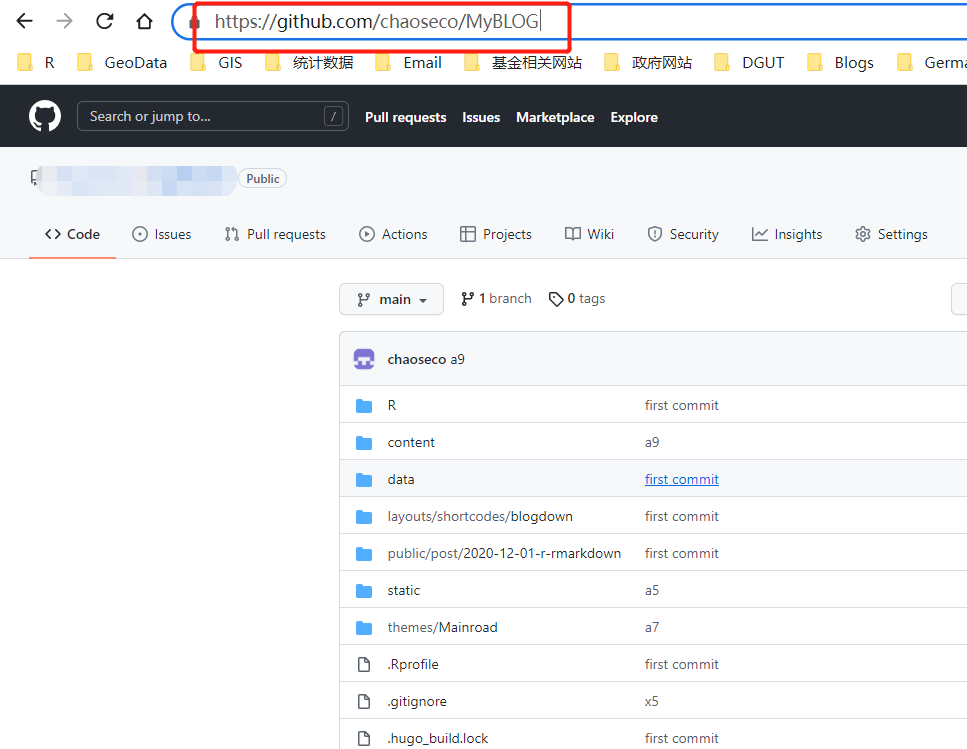 https://github.com/chaoseco/MyBLOG
R GeoData GIS 统计数据 Email 基金相关网站 政府网站 DGUT Blogs Germa
Search or jump to... / Pull requests Issues Marketplace Explore
Public
Code Issues Pull requests Actions Projects Wiki Security Insights Settings
main 1 branch 0 tags
chaoseco a9
R first commit
content a9
data first commit
layouts/shortcodes/blogdown first commit
public/post/2020-12-01-r-rmarkdown first commit
static a5
themes/Mainroad a7
.Rprofile first commit
.gitignore x5
.hugo_build.lock first commit